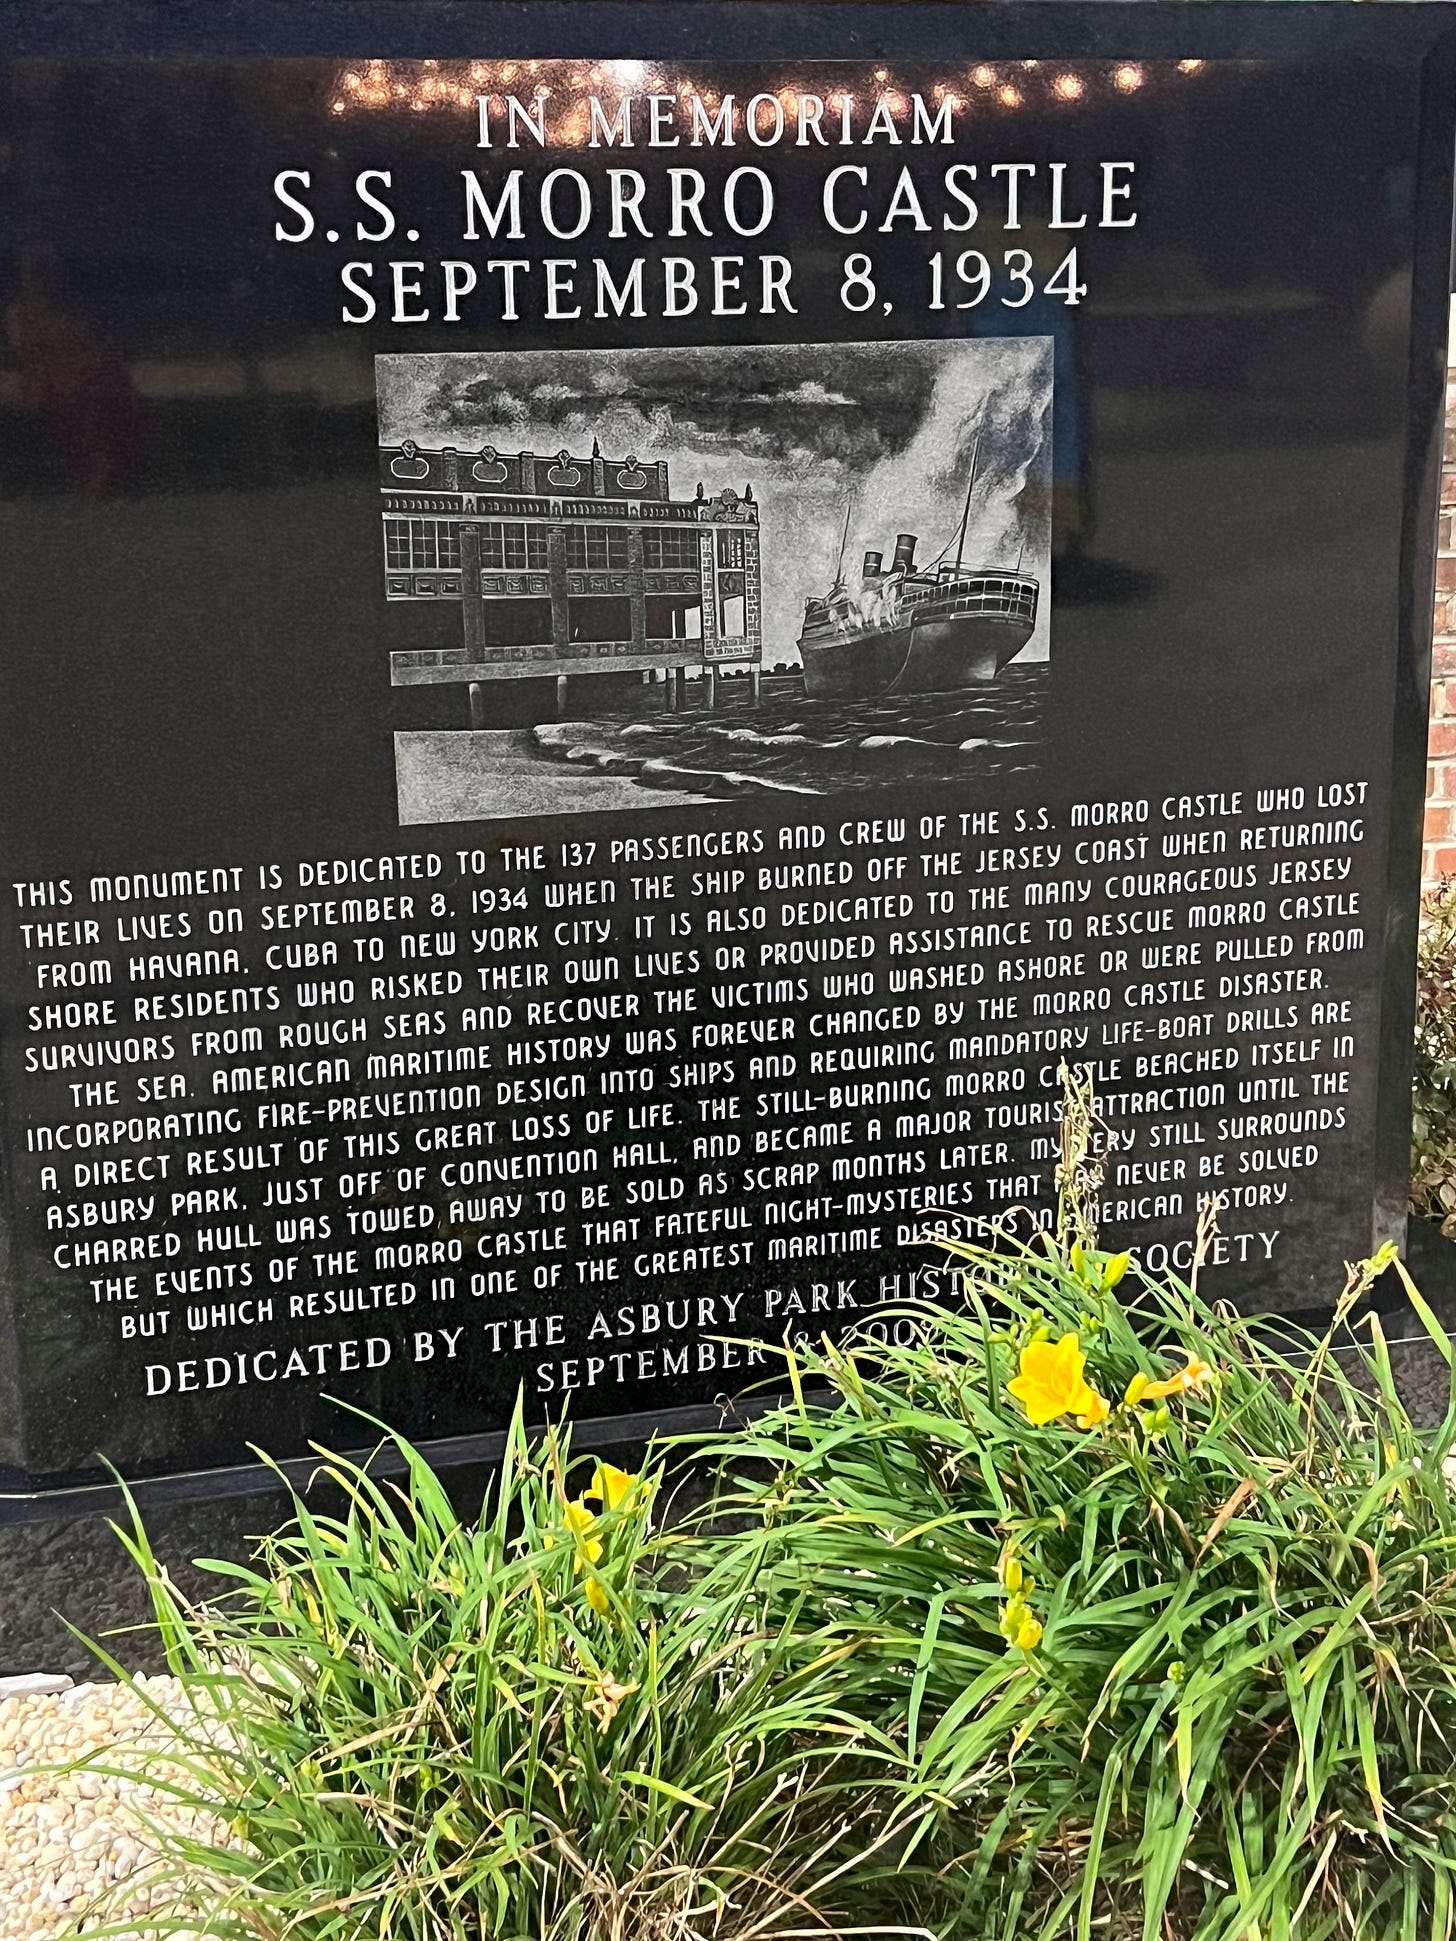 IN MEMORIAM
S.S. MORRO CASTLE
SEPTEMBER 8, 1934
THIS MONUMENT IS DEDICATED TO THE 137 PASSENGERS AND CREW OF THE S.S. MORRO CASTLE WHO LOST
THEIR LIVES ON SEPTEMBER 8, 1934 WHEN THE SHIP BURNED OFF THE JERSEY COAST WHEN RETURNING
FROM HAVANA, CUBA TO NEW YORK CITY. IT IS ALSO DEDICATED TO THE MANY COURAGEOUS JERSEY
SHORE RESIDENTS WHO RISKED THEIR OWN LIVES OR PROVIDED ASSISTANCE TO RESCUE MORRO CASTLE
SURVIVORS FROM ROUGH SEAS AND RECOVER THE VICTIMS WHO WASHED ASHORE OR WERE PULLED FROM
THE SEA. AMERICAN MARITIME HISTORY WAS FOREVER CHANGED BY THE MORRO CASTLE DISASTER.
INCORPORATING FIRE-PREVENTION DESIGN INTO SHIPS AND REQUIRING MANDATORY LIFE-BOAT DRILLS ARE
A DIRECT RESULT OF THIS GREAT LOSS OF LIFE. THE STILL-BURNING MORRO CASTLE BEACHED ITSELF IN
ASBURY PARK, JUST OFF OF CONVENTION HALL, AND BECAME A MAJOR TOURIST ATTRACTION UNTIL THE
CHARRED HULL WAS TOWED AWAY TO BE SOLD AS SCRAP MONTHS LATER. MYSTERY STILL SURROUNDS
THE EVENTS OF THE MORRO CASTLE THAT FATEFUL NIGHT-MYSTERIES THAT NEVER BE SOLVED
BUT WHICH RESULTED IN ONE OF THE GREATEST MARITIME DISASTERS IN AMERICAN HISTORY.
DEDICATED BY THE ASBURY PARK HISTORICAL SOCIETY
SEPTEMBER 8, 2009